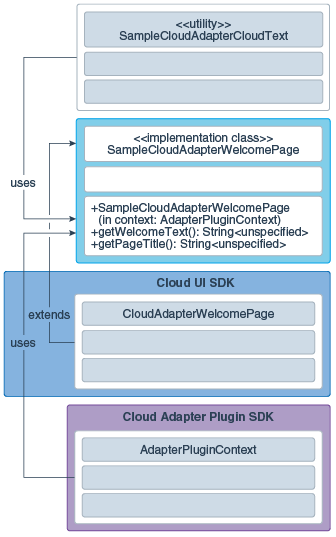 <<utility>>
SampleCloudAdapterCloudText
<<implementation class>>
SampleCloudAdapterWelcomePage
uses
+SampleCloudAdapterWelcomePage
(in context: AdapterPluginContext)
+getWelcomeText(): String<unspecified>
+getPageTitle(): String<unspecified>
Cloud UI SDK
CloudAdapterWelcomePage
extends
uses
Cloud Adapter Plugin SDK
AdapterPluginContext